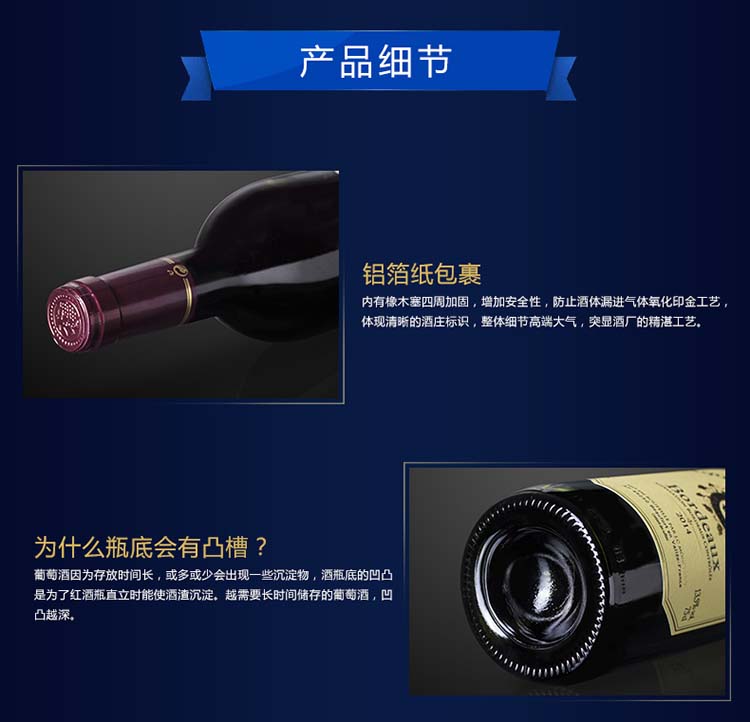 产品细节
铝箔纸包裹
内有橡木塞四周加固，增加安全性，防止酒体漏进气体氧化印金工艺，
体现清晰的酒庄标识，整体细节高端大气，突显酒厂的精湛工艺。
为什么瓶底会有凸槽？
葡萄酒因为存放时间长，或多或少会出现一些沉淀物，酒瓶底的凹凸
是为了红酒瓶直立时能使酒渣沉淀。越需要长时间储存的葡萄酒，凹
凸越深。
Bordeaux
2014